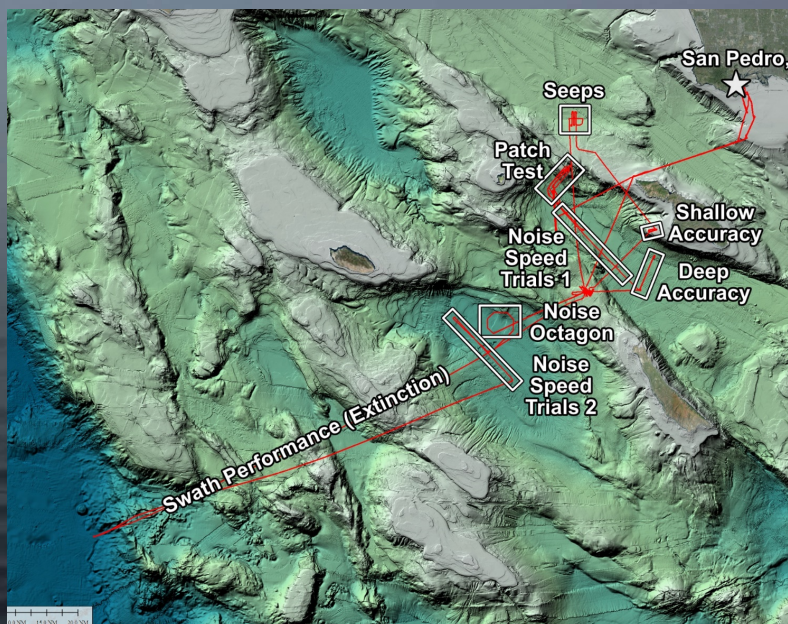 San Pedro,
Seeps
Patch
Test
Shallow
Accuracy
Noise
Speed
Trials 1
Deep
Accuracy
Noise
Octagon
Noise
Speed
Trials 2
Swath Performance (Extinction)